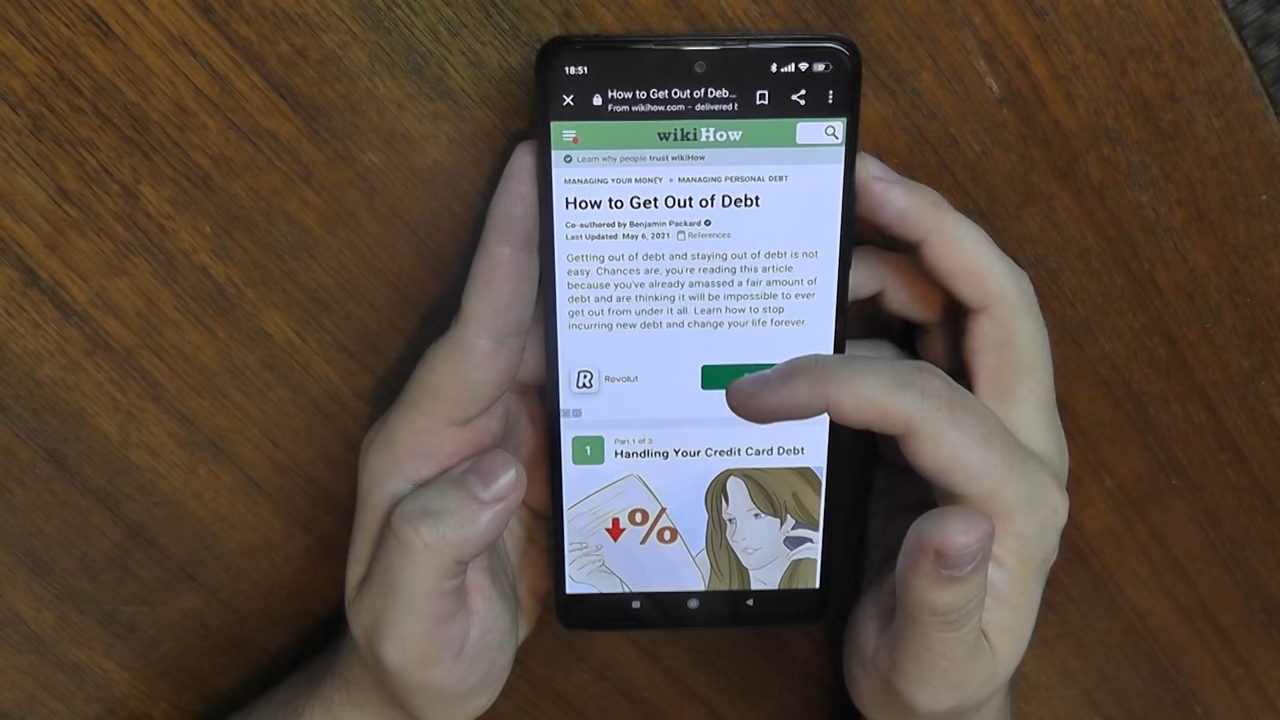 18:51
How to Get Out of Deb...
From wikihow.com – delivered b
wikiHow
Learn why people trust wikiHow
MANAGING YOUR MONEY » MANAGING PERSONAL DEBT
How to Get Out of Debt
Co-authored by Benjamin Packard
Last Updated: May 6, 2021 References
Getting out of debt and staying out of debt is not
easy. Chances are, you're reading this article
because you've already amassed a fair amount of
debt and are thinking it will be impossible to ever
get out from under it all. Learn how to stop
incurring new debt and change your life forever.
R Revolut
1
Part 1 of 3
Handling Your Credit Card Debt
%